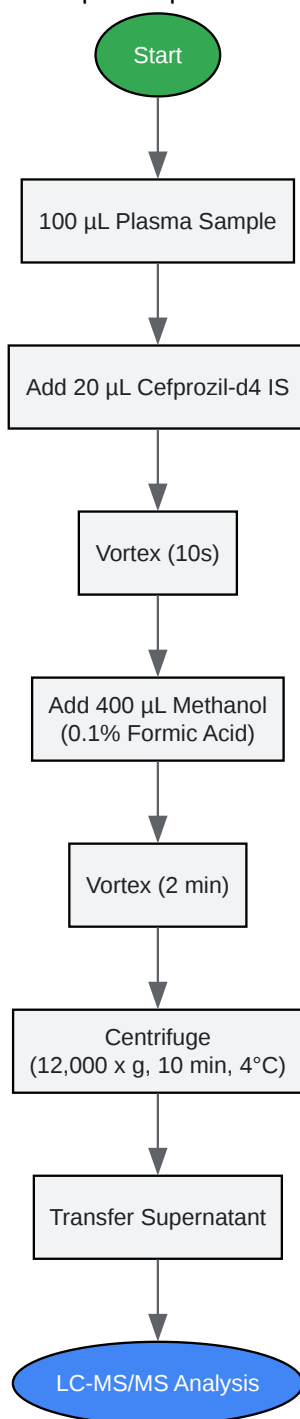 Start
100 µL Plasma Sample
Add 20 µL Cefprozil-d4 IS
Vortex (10s)
Add 400 µL Methanol
(0.1% Formic Acid)
Vortex (2 min)
Centrifuge
(12,000 x g, 10 min, 4°C)
Transfer Supernatant
LC-MS/MS Analysis